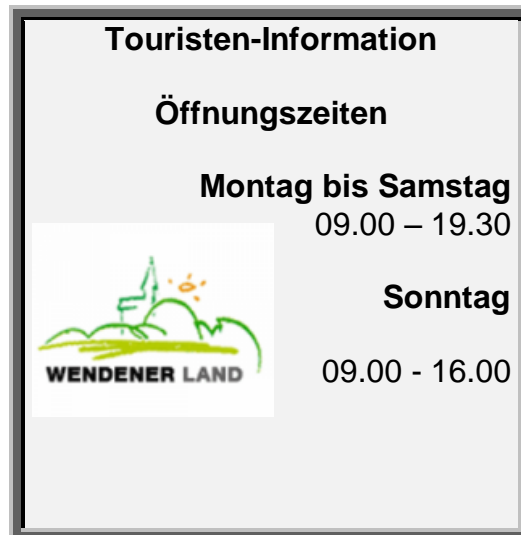 Touristen-Information
Öffnungszeiten
Montag bis Samstag
09.00 – 19.30
Sonntag
09.00 - 16.00
WENDENER LAND